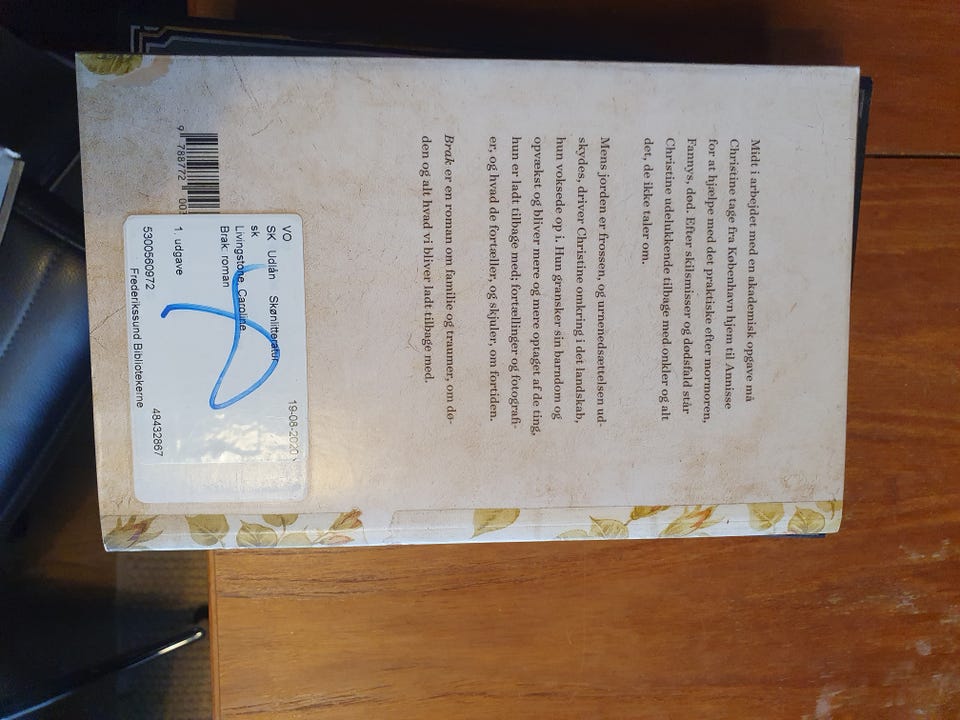 Midt i arbejdet med en akademisk opgave må
Christine tage fra København hjem til Annisse
for at hjælpe med det praktiske efter mormoren,
Fannys, død. Efter skilsmisser og dødsfald står
Christine udelukkende tilbage med onkler og alt
det, de ikke taler om.
Mens jorden er frossen, og urnenedsættelsen ud-
skydes, driver Christine omkring i det landskab,
hun voksede op i. Hun gransker sin barndom og
opvækst og bliver mere og mere optaget af de ting,
hun er ladt tilbage med: fortællinger og fotografi-
er, og hvad de fortæller, og skjuler, om fortiden.
Brak er en roman om familie og traumer, om dø-
den og alt hvad vi bliver ladt tilbage med.
9 788772 00
VO
SK Udlån Skønlitteratur
sk
19-08-2020
Livingstone, Caroline
Brak: roman
1. udgave
48432867
5300560972
Frederikssund Bibliotekerne